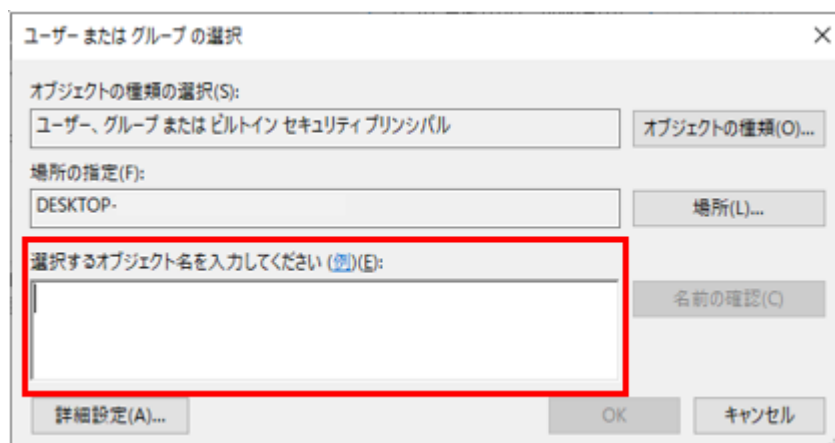 ユーザー または グループ の選択
オブジェクトの種類の選択(S):
ユーザー、グループ または ビルトイン セキュリティ プリンシパル
オブジェクトの種類(O)...
場所の指定(F):
DESKTOP-
場所(L)...
選択するオブジェクト名を入力してください (例)(E):
名前の確認(C)
詳細設定(A)...
OK
キャンセル